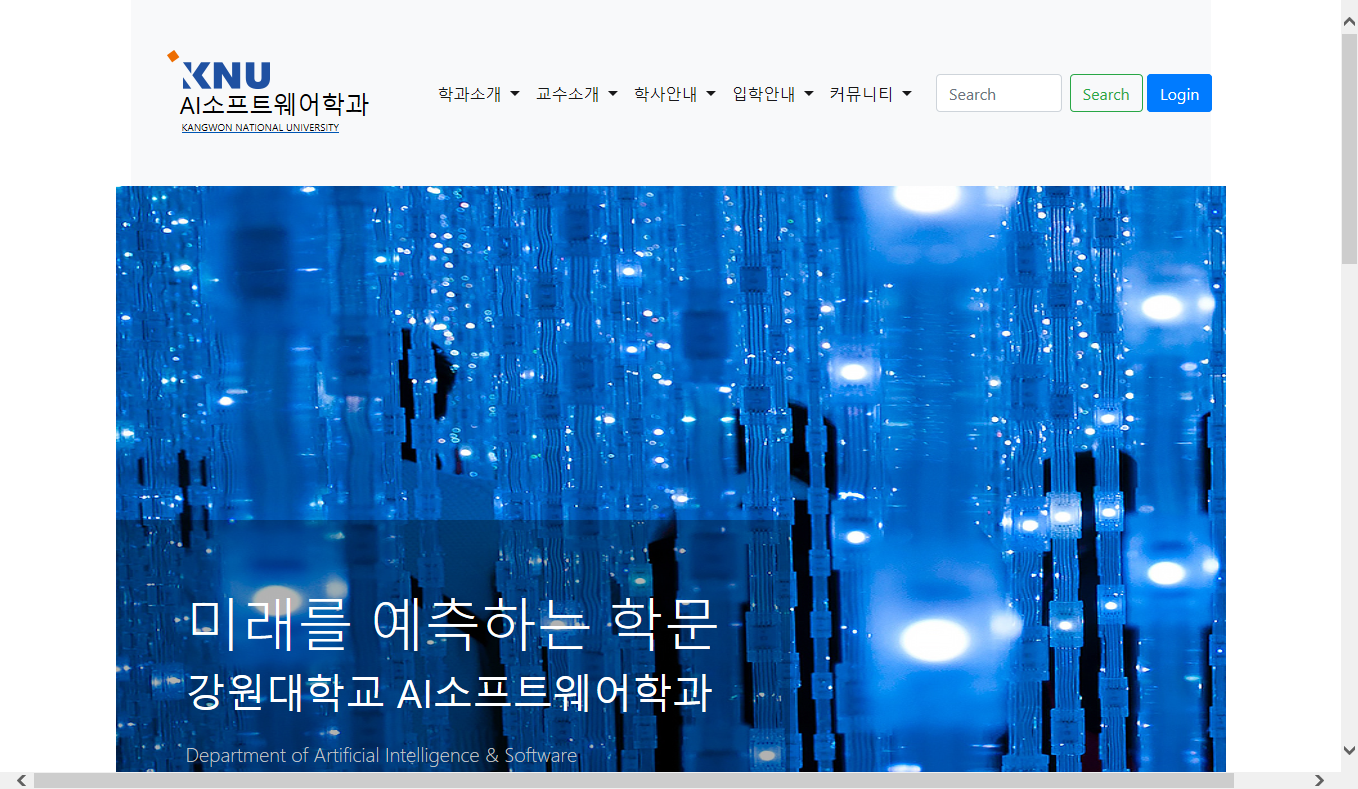 KNU
AI소프트웨어학과
KANGWON NATIONAL UNIVERSITY
학과소개 교수소개 학사안내 입학안내 커뮤니티 Search Search Login
미래를 예측하는 학문
강원대학교 AI소프트웨어학과
Department of Artificial Intelligence & Software